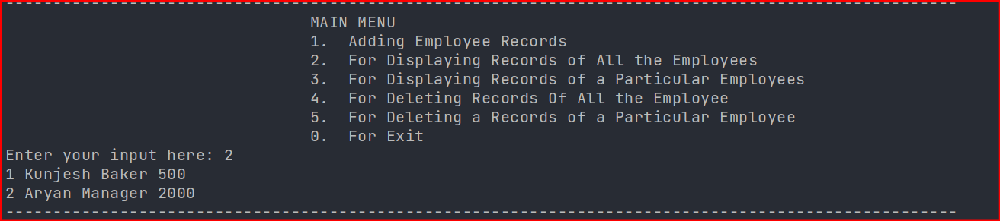 ----------------------------------------------------------------------------------------------------
MAIN MENU
1.  Adding Employee Records
2.  For Displaying Records of All the Employees
3.  For Displaying Records of a Particular Employees
4.  For Deleting Records Of All the Employee
5.  For Deleting a Records of a Particular Employee
0.  For Exit
Enter your input here: 2
1 Kunjesh Baker 500
2 Aryan Manager 2000
----------------------------------------------------------------------------------------------------